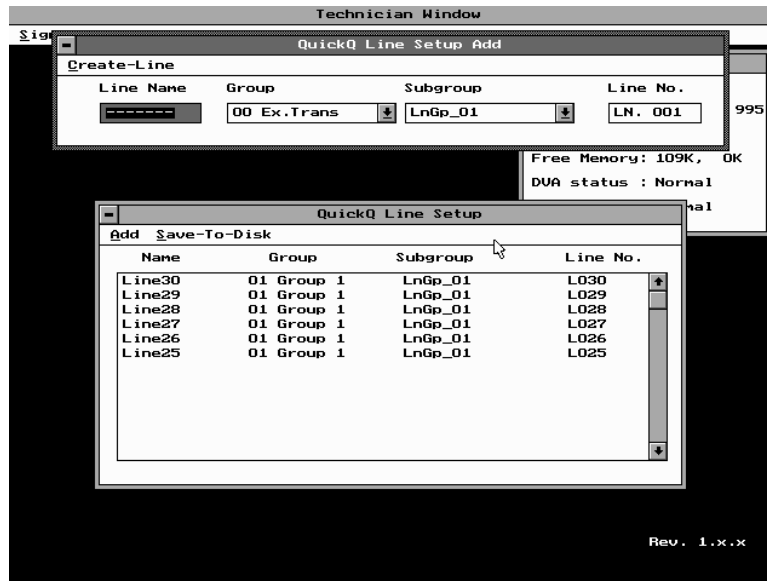 Technician Window
QuickQ Line Setup Add
Create-Line
Line Name Group Subgroup Line No.
00 Ex.Trans LnGp_01 LN. 001
995
Free Memory: 109K, OK
DVA status : Normal
QuickQ Line Setup
Add Save-To-Disk
Name Group Subgroup Line No.
Line30 01 Group 1 LnGp_01 L030
Line29 01 Group 1 LnGp_01 L029
Line28 01 Group 1 LnGp_01 L028
Line27 01 Group 1 LnGp_01 L027
Line26 01 Group 1 LnGp_01 L026
Line25 01 Group 1 LnGp_01 L025
Rev. 1.x.x